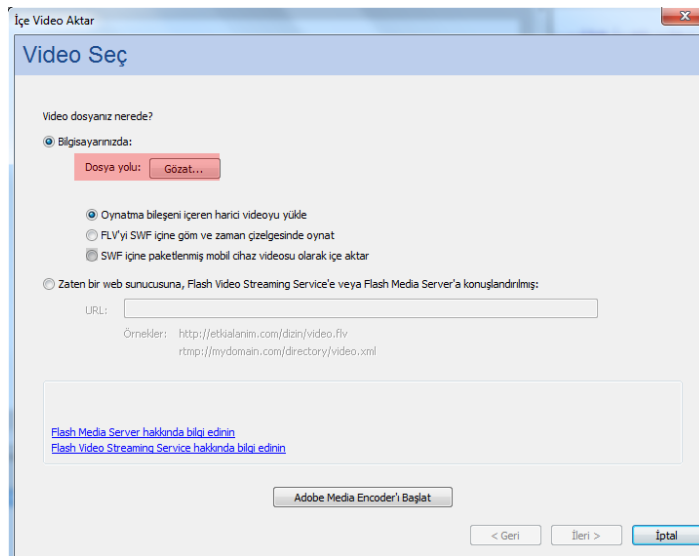 İçe Video Aktar
Video Seç
Video dosyanız nerede?
Bilgisayarınızda:
Dosya yolu: Gözat...
Oynatma bileşeni içeren harici videoyu yükle
FLV'yi SWF içine göm ve zaman çizelgesinde oynat
SWF içine paketlenmiş mobil cihaz videosu olarak içe aktar
Zaten bir web sunucusuna, Flash Video Streaming Service'e veya Flash Media Server'a konuşlandırılmış:
URL:
Örnekler: http://etkialanim.com/dizin/video.flv
rtmp://mydomain.com/directory/video.xml
Flash Media Server hakkında bilgi edinin
Flash Video Streaming Service hakkında bilgi edinin
Adobe Media Encoder'ı Başlat
< Geri İleri > İptal